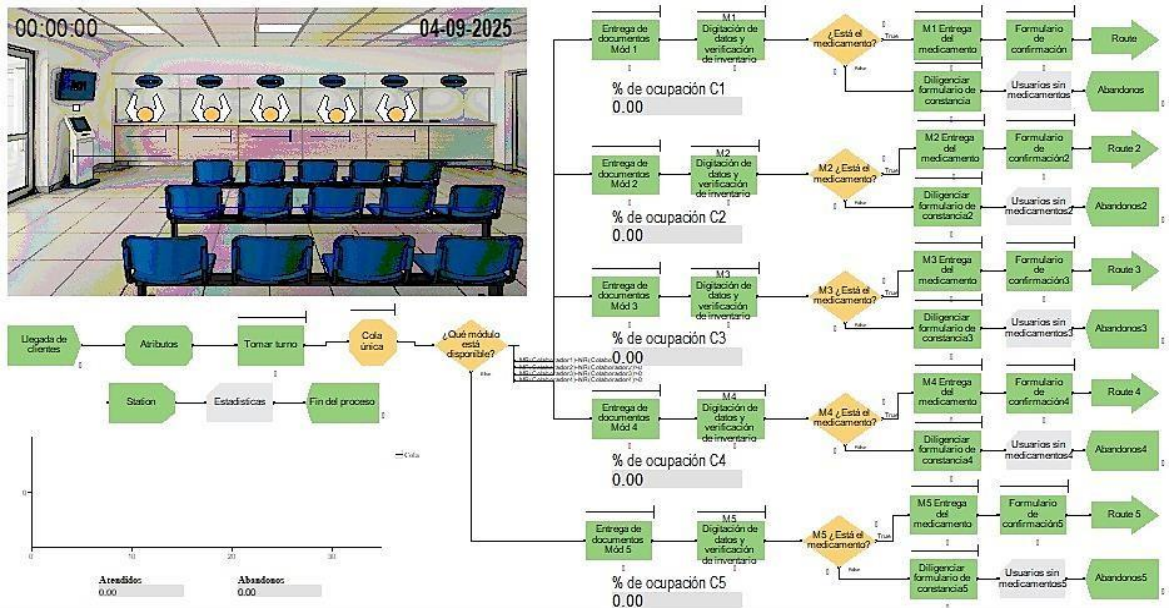 00:00:00
04-09-2025
Llegada de
clientes
Atributos
Tomar turno
Cola
única
¿Qué módulo
está
disponible?
Else
Station
Estadisticas
Fin del proceso
Cola
0
0
10
20
30
Atendidos
0.00
Abandonos
0.00
Entrega de
documentos
Mód 1
M1
Digitación de
datos y
verificación
de inventario
¿Está el
medicamento?
True
False
M1 Entrega
del
medicamento
Formulario
de
confirmación
Route
Diligenciar
formulario de
constancia
Usuarios sin
medicamentos
Abandonos
% de ocupación C1
0.00
Entrega de
documentos
Mód 2
M2
Digitación de
datos y
verificación
de inventario
M2 ¿Está el
medicamento?
True
False
M2 Entrega
del
medicamento
Formulario
de
confirmación2
Route 2
Diligenciar
formulario de
constancia2
Usuarios sin
medicamentos2
Abandonos2
% de ocupación C2
0.00
Entrega de
documentos
Mód 3
M3
Digitación de
datos y
verificación
de inventario
M3 ¿Está el
medicamento?
True
False
M3 Entrega
del
medicamento
Formulario
de
confirmación3
Route 3
Diligenciar
formulario de
constancia3
Usuarios sin
medicamentos3
Abandonos3
% de ocupación C3
0.00
Entrega de
documentos
Mód 4
M4
Digitación de
datos y
verificación
de inventario
M4 ¿Está el
medicamento?
True
False
M4 Entrega
del
medicamento
Formulario
de
confirmación4
Route 4
Diligenciar
formulario de
constancia4
Usuarios sin
medicamentos4
Abandonos4
% de ocupación C4
0.00
Entrega de
documentos
Mód 5
M5
Digitación de
datos y
verificación
de inventario
M5 ¿Está el
medicamento?
True
False
M5 Entrega
del
medicamento
Formulario
de
confirmación5
Route 5
Diligenciar
formulario de
constancia5
Usuarios sin
medicamentos5
Abandonos5
% de ocupación C5
0.00